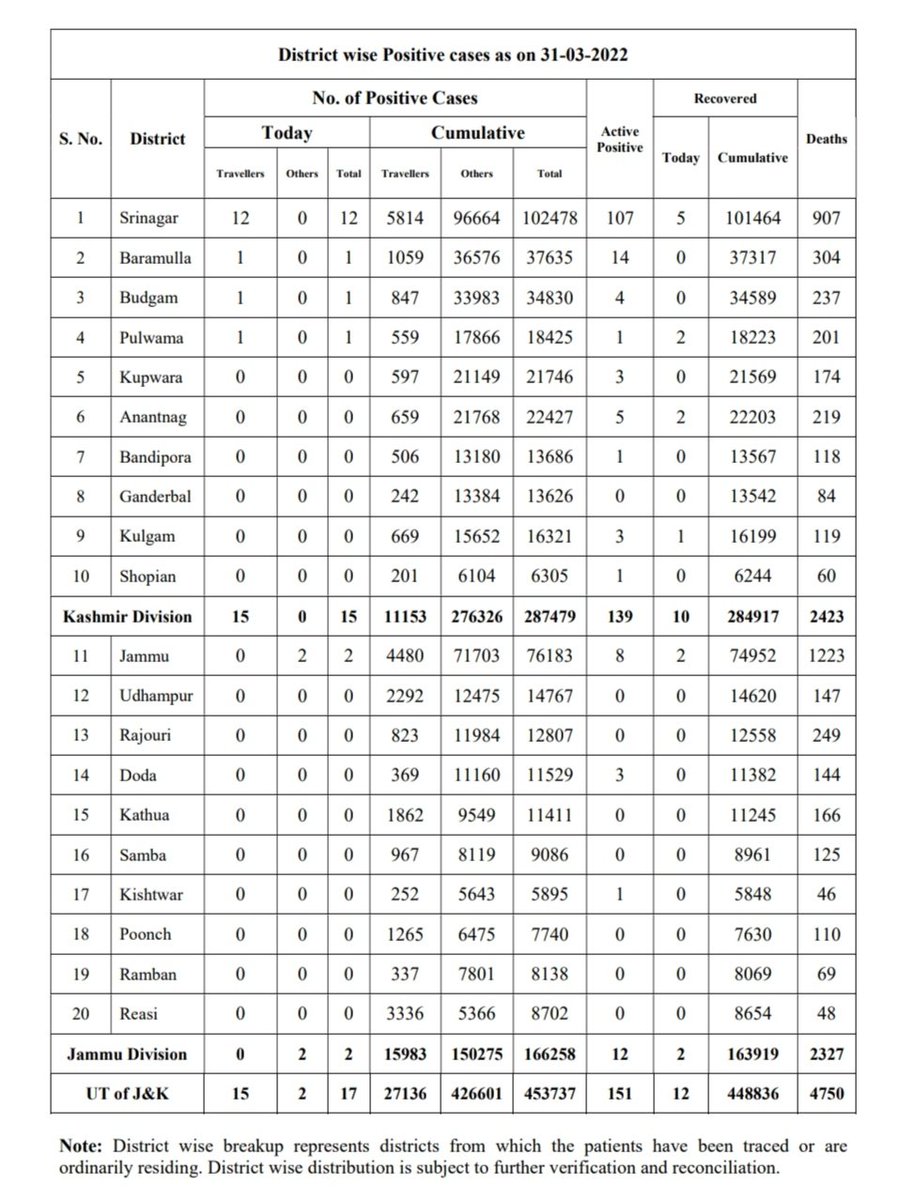 District wise Positive cases as on 31-03-2022
S. No. District No. of Positive Cases Active Positive Recovered Deaths
Today Cumulative Today Cumulative
Travellers Others Total Travellers Others Total
1 Srinagar 12 0 12 5814 96664 102478 107 5 101464 907
2 Baramulla 1 0 1 1059 36576 37635 14 0 37317 304
3 Budgam 1 0 1 847 33983 34830 4 0 34589 237
4 Pulwama 1 0 1 559 17866 18425 1 2 18223 201
5 Kupwara 0 0 0 597 21149 21746 3 0 21569 174
6 Anantnag 0 0 0 659 21768 22427 5 2 22203 219
7 Bandipora 0 0 0 506 13180 13686 1 0 13567 118
8 Ganderbal 0 0 0 242 13384 13626 0 0 13542 84
9 Kulgam 0 0 0 669 15652 16321 3 1 16199 119
10 Shopian 0 0 0 201 6104 6305 1 0 6244 60
Kashmir Division 15 0 15 11153 276326 287479 139 10 284917 2423
11 Jammu 0 2 2 4480 71703 76183 8 2 74952 1223
12 Udhampur 0 0 0 2292 12475 14767 0 0 14620 147
13 Rajouri 0 0 0 823 11984 12807 0 0 12558 249
14 Doda 0 0 0 369 11160 11529 3 0 11382 144
15 Kathua 0 0 0 1862 9549 11411 0 0 11245 166
16 Samba 0 0 0 967 8119 9086 0 0 8961 125
17 Kishtwar 0 0 0 252 5643 5895 1 0 5848 46
18 Poonch 0 0 0 1265 6475 7740 0 0 7630 110
19 Ramban 0 0 0 337 7801 8138 0 0 8069 69
20 Reasi 0 0 0 3336 5366 8702 0 0 8654 48
Jammu Division 0 2 2 15983 150275 166258 12 2 163919 2327
UT of J&K 15 2 17 27136 426601 453737 151 12 448836 4750
Note: District wise breakup represents districts from which the patients have been traced or are
ordinarily residing. District wise distribution is subject to further verification and reconciliation.